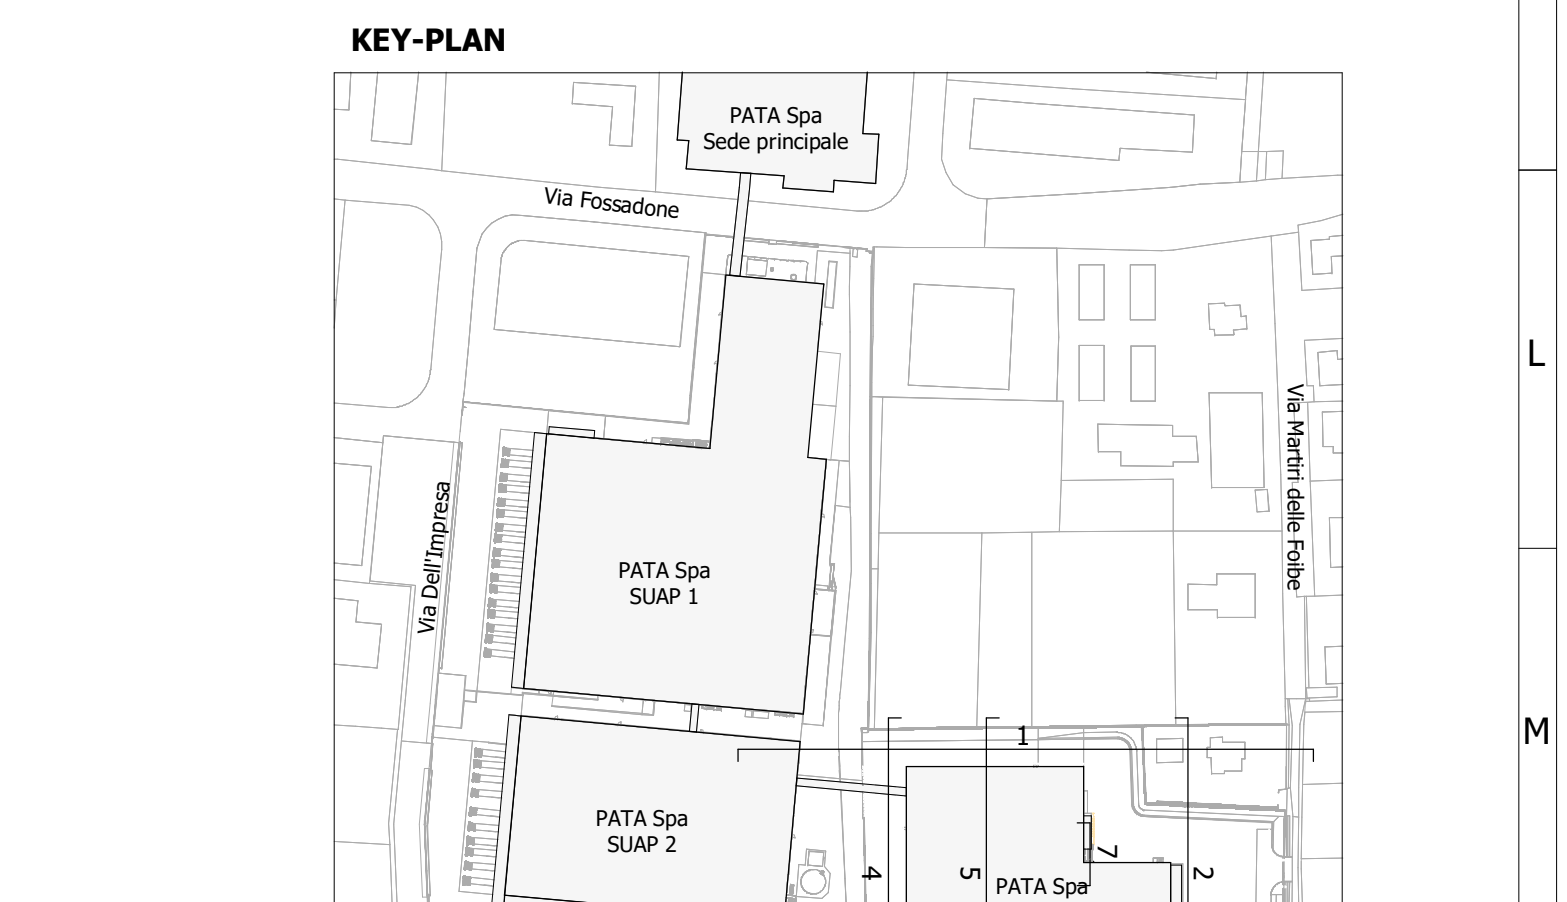 KEY-PLAN
PATA Spa
Sede principale
Via Fossadone
L
Via Martiri delle Foibe
Via Dell'Impresa
PATA Spa
SUAP 1
M
1
PATA Spa
SUAP 2
7
4
5
2
PATA Spa